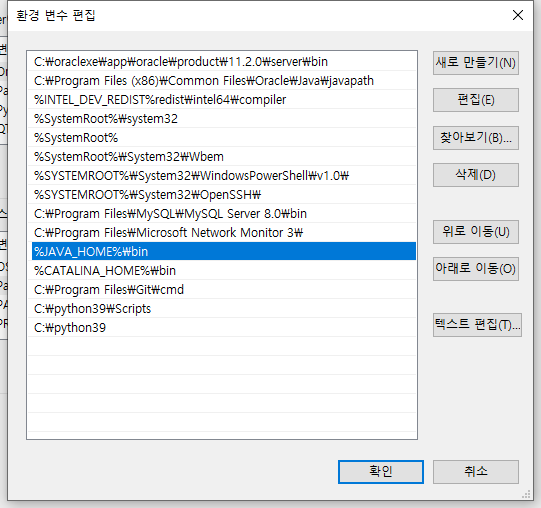 환경 변수 편집
C:₩oraclexe₩app₩oracle₩product₩11.2.0₩server₩bin
C:₩Program Files (x86)₩Common Files₩Oracle₩Java₩javapath
%INTEL_DEV_REDIST%redist₩intel64₩compiler
%SystemRoot%₩system32
%SystemRoot%
%SystemRoot%₩System32₩Wbem
%SYSTEMROOT%₩System32₩WindowsPowerShell₩v1.0₩
%SYSTEMROOT%₩System32₩OpenSSH₩
C:₩Program Files₩MySQL₩MySQL Server 8.0₩bin
C:₩Program Files₩Microsoft Network Monitor 3₩
%JAVA_HOME%₩bin
%CATALINA_HOME%₩bin
C:₩Program Files₩Git₩cmd
C:₩python39₩Scripts
C:₩python39
새로 만들기(N)
편집(E)
찾아보기(B)...
삭제(D)
위로 이동(U)
아래로 이동(O)
텍스트 편집(T)...
확인
취소